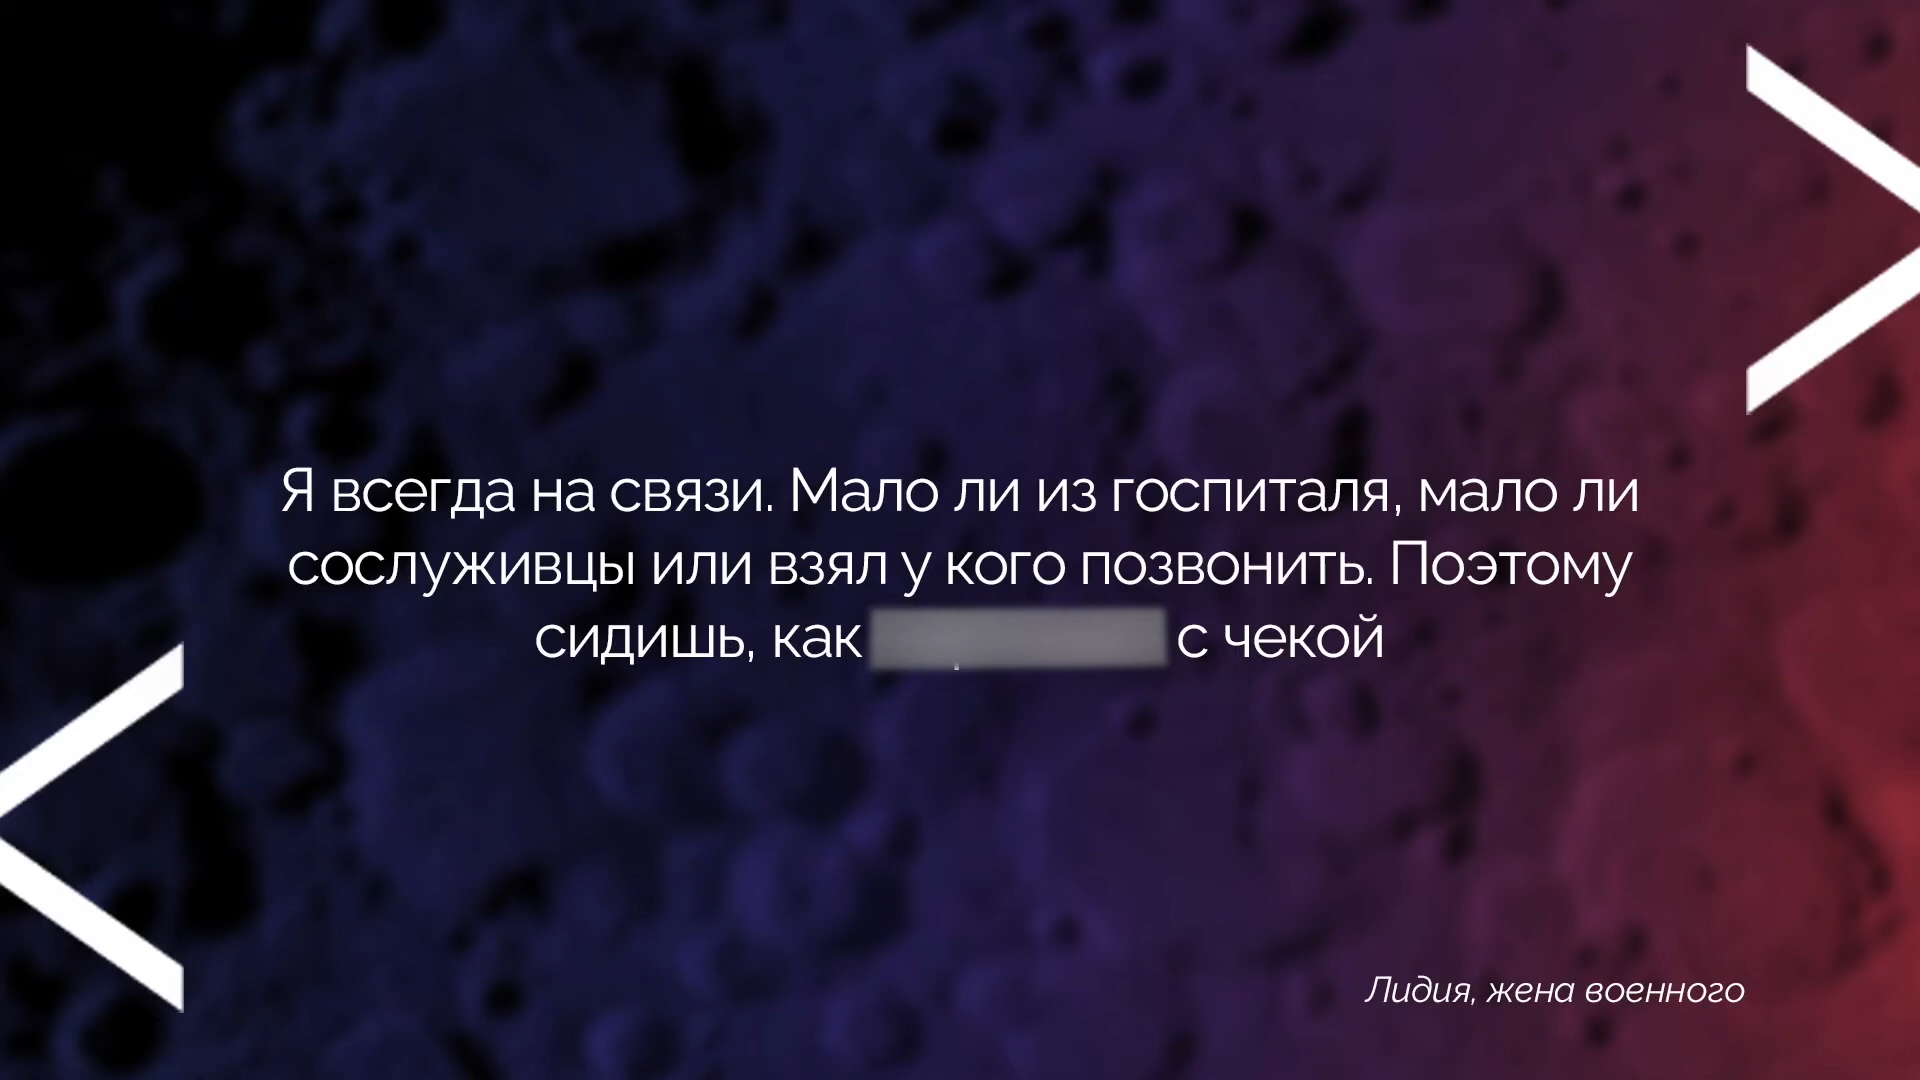 Я всегда на связи. Мало ли из госпиталя, мало ли
сослуживцы или взял у кого позвонить. Поэтому
сидишь, как с чекой
Лидия, жена военного